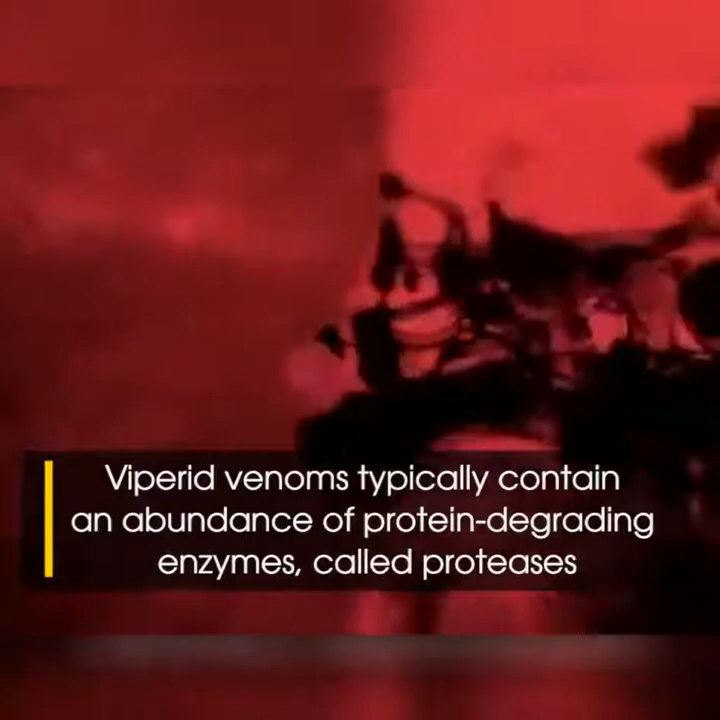 Viperid venoms typically contain
an abundance of protein-degrading
enzymes, called proteases